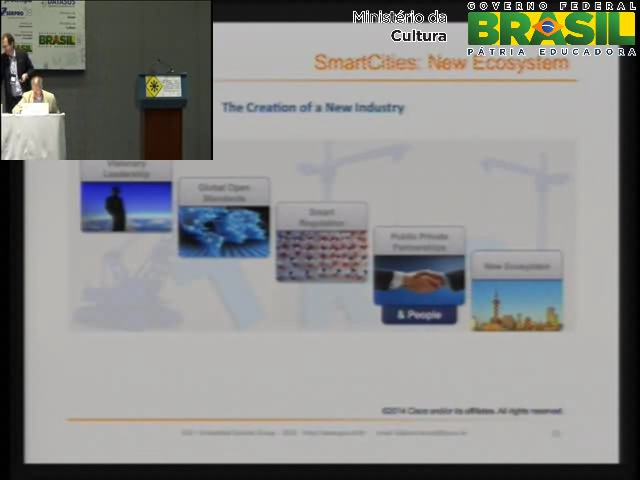 SERPRO
DATASUS
BRASIL
Ministério da
Cultura
GOVERNO FEDERAL
BRASIL
PÁTRIA EDUCADORA
SmartCities: New Ecosystem
The Creation of a New Industry
Visionary
Leadership
Global Open
Standards
Smart
Regulation
Public Private
Partnerships
& People
New Ecosystem
©2014 Cisco and/or its affiliates. All rights reserved.